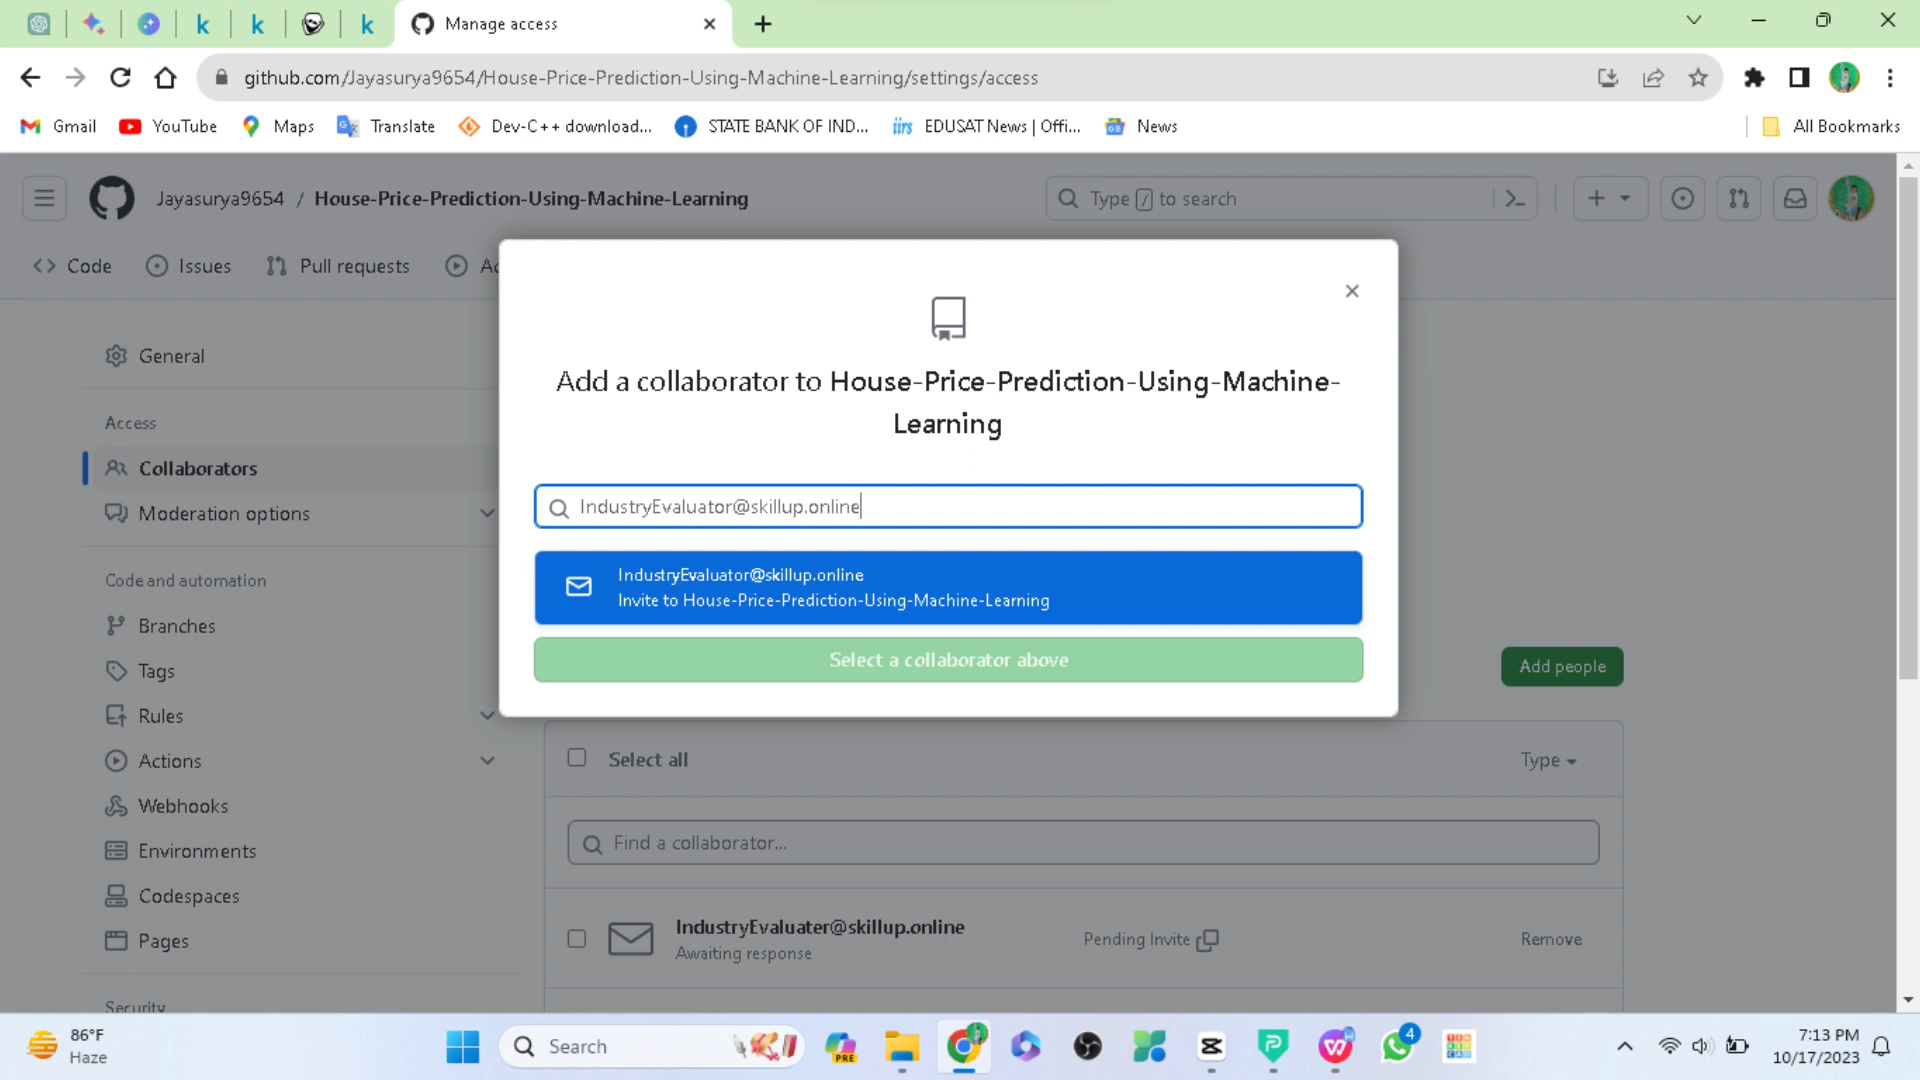 Manage access
github.com/Jayasurya9654/House-Price-Prediction-Using-Machine-Learning/settings/access
Gmail YouTube Maps Translate Dev-C++ download... STATE BANK OF IND... iirs EDUSAT News | Offi... News All Bookmarks
Jayasurya9654 / House-Price-Prediction-Using-Machine-Learning Type / to search
Code Issues Pull requests Ac
General
Access
Collaborators
Moderation options
Code and automation
Branches
Tags
Rules
Actions
Webhooks
Environments
Codespaces
Pages
Security
Add a collaborator to House-Price-Prediction-Using-Machine-
Learning
IndustryEvaluator@skillup.online
IndustryEvaluator@skillup.online
Invite to House-Price-Prediction-Using-Machine-Learning
Select a collaborator above
Add people
Select all Type
Find a collaborator...
IndustryEvaluater@skillup.online
Awaiting response
Pending Invite
Remove
86°F
Haze
Search
PRE
4
7:13 PM
10/17/2023